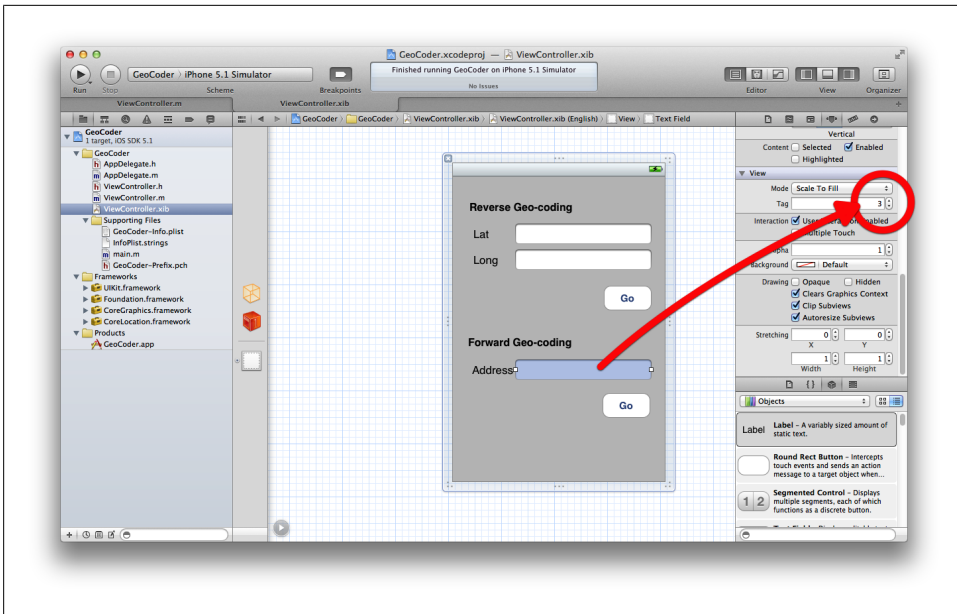 GeoCoder.xcodeproj — ViewController.xib
GeoCoder iPhone 5.1 Simulator
Finished running GeoCoder on iPhone 5.1 Simulator
No Issues
Run Stop Scheme Breakpoints Editor View Organizer
ViewController.m ViewController.xib
GeoCoder GeoCoder ViewController.xib ViewController.xib (English) View Text Field
GeoCoder
1 target, iOS SDK 5.1
GeoCoder
AppDelegate.h
AppDelegate.m
ViewController.h
ViewController.m
ViewController.xib
Supporting Files
GeoCoder-Info.plist
InfoPlist.strings
main.m
GeoCoder-Prefix.pch
Frameworks
UIKit.framework
Foundation.framework
CoreGraphics.framework
CoreLocation.framework
Products
GeoCoder.app
Reverse Geo-coding
Lat
Long
Go
Forward Geo-coding
Address
Go
Vertical
Content Selected Enabled
Highlighted
View
Mode Scale To Fill
Tag 3
Interaction
Multiple Touch
1
Background Default
Drawing Opaque Hidden
Clears Graphics Context
Clip Subviews
Autoresize Subviews
Stretching 0 0
X Y
1 1
Width Height
Objects
Label Label – A variably sized amount of
static text.
Round Rect Button – Intercepts
touch events and sends an action
message to a target object when...
1 2 Segmented Control – Displays
multiple segments, each of which
functions as a discrete button.